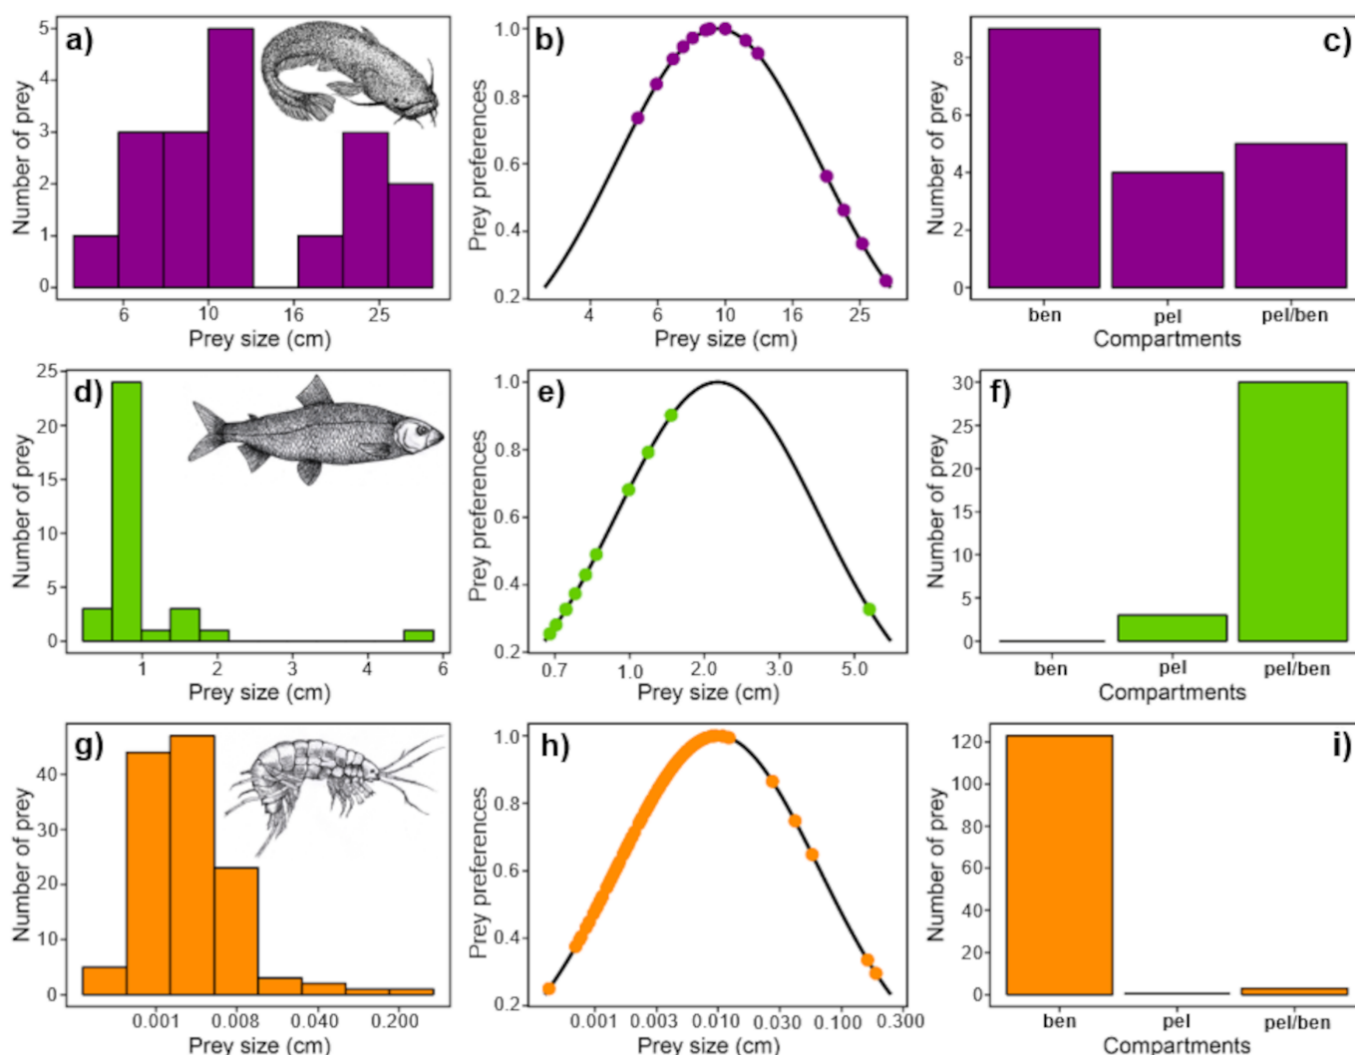 a)
Number of prey
5
4
3
2
1
0
6 10 16 25
Prey size (cm)
b)
Prey preferences
1.0
0.8
0.6
0.4
0.2
4 6 10 16 25
Prey size (cm)
c)
Number of prey
8
6
4
2
0
ben pel pel/ben
Compartments
d)
Number of prey
25
20
15
10
5
0
1 2 3 4 6
Prey size (cm)
e)
Prey preferences
1.0
0.8
0.6
0.4
0.2
0.7 1.0 2.0 3.0 5.0
Prey size (cm)
f)
Number of prey
30
25
20
15
10
5
0
ben pel pel/ben
Compartments
g)
Number of prey
40
30
20
10
0
0.001 0.008 0.040 0.200
Prey size (cm)
h)
Prey preferences
1.0
0.8
0.6
0.4
0.2
0.001 0.003 0.010 0.030 0.100 0.300
Prey size (cm)
i)
Number of prey
120
100
80
60
40
20
0
ben pel pel/ben
Compartments